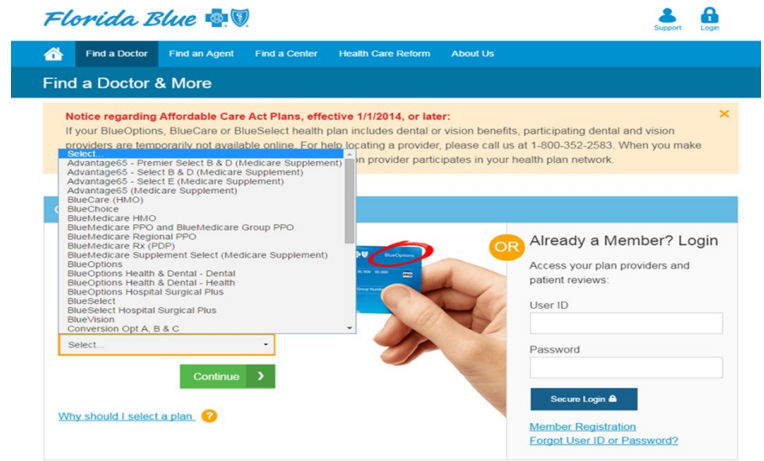 Florida Blue
Support
Login
Find a Doctor
Find an Agent
Find a Center
Health Care Reform
About Us
Find a Doctor & More
Notice regarding Affordable Care Act Plans, effective 1/1/2014, or later:
If your BlueOptions, BlueCare or BlueSelect health plan includes dental or vision benefits, participating dental and vision
providers are temporarily not available online. For help locating a provider, please call us at 1-800-352-2583. When you make
n provider participates in your health plan network.
Select...
Advantage65 - Premier Select B & D (Medicare Supplement)
Advantage65 - Select B & D (Medicare Supplement)
Advantage65 - Select E (Medicare Supplement)
Advantage65 (Medicare Supplement)
BlueCare (HMO)
BlueChoice
BlueMedicare HMO
BlueMedicare PPO and BlueMedicare Group PPO
BlueMedicare Regional PPO
BlueMedicare Rx (PDP)
BlueMedicare Supplement Select (Medicare Supplement)
BlueOptions
BlueOptions Health & Dental - Dental
BlueOptions Health & Dental - Health
BlueOptions Hospital Surgical Plus
BlueSelect
BlueSelect Hospital Surgical Plus
BlueVision
Conversion Opt A, B & C
Select...
Continue
Why should I select a plan
?
BlueOptions
OR
Already a Member? Login
Access your plan providers and
patient reviews:
User ID
Password
Secure Login
Member Registration
Forgot User ID or Password?